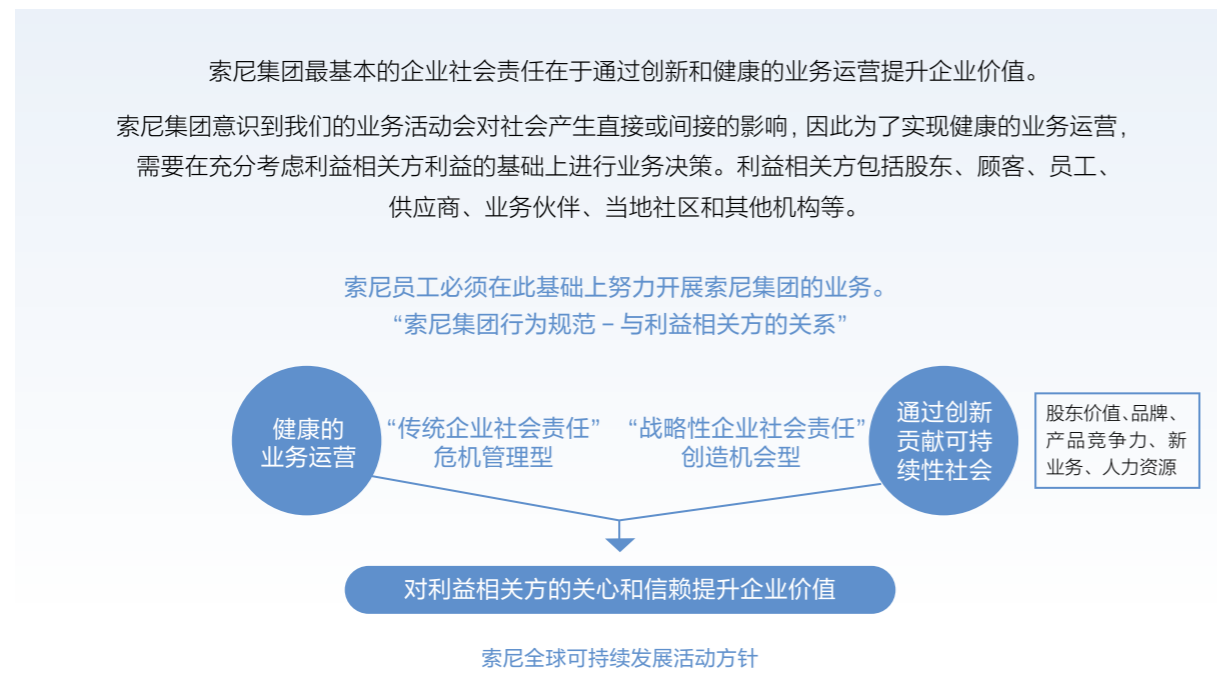 索尼集团最基本的企业社会责任在于通过创新和健康的业务运营提升企业价值。
索尼集团意识到我们的业务活动会对社会产生直接或间接的影响，因此为了实现健康的业务运营，
需要在充分考虑利益相关方利益的基础上进行业务决策。利益相关方包括股东、顾客、员工、
供应商、业务伙伴、当地社区和其他机构等。
索尼员工必须在此基础上努力开展索尼集团的业务。
“索尼集团行为规范 – 与利益相关方的关系”
健康的
业务运营
“传统企业社会责任”
危机管理型
“战略性企业社会责任”
创造机会型
通过创新
贡献可持
续性社会
股东价值、品牌、
产品竞争力、新
业务、人力资源
对利益相关方的关心和信赖提升企业价值
索尼全球可持续发展活动方针